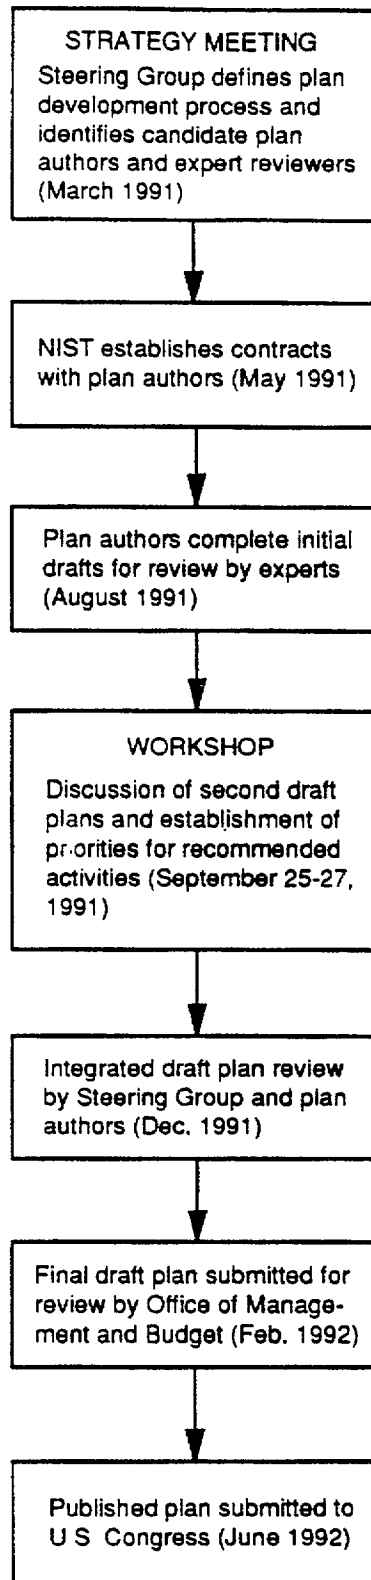 STRATEGY MEETING
Steering Group defines plan
development process and
identifies candidate plan
authors and expert reviewers
(March 1991)
NIST establishes contracts
with plan authors (May 1991)
Plan authors complete initial
drafts for review by experts
(August 1991)
WORKSHOP
Discussion of second draft
plans and establishment of
priorities for recommended
activities (September 25-27,
1991)
Integrated draft plan review
by Steering Group and plan
authors (Dec. 1991)
Final draft plan submitted for
review by Office of Manage-
ment and Budget (Feb. 1992)
Published plan submitted to
U S Congress (June 1992)